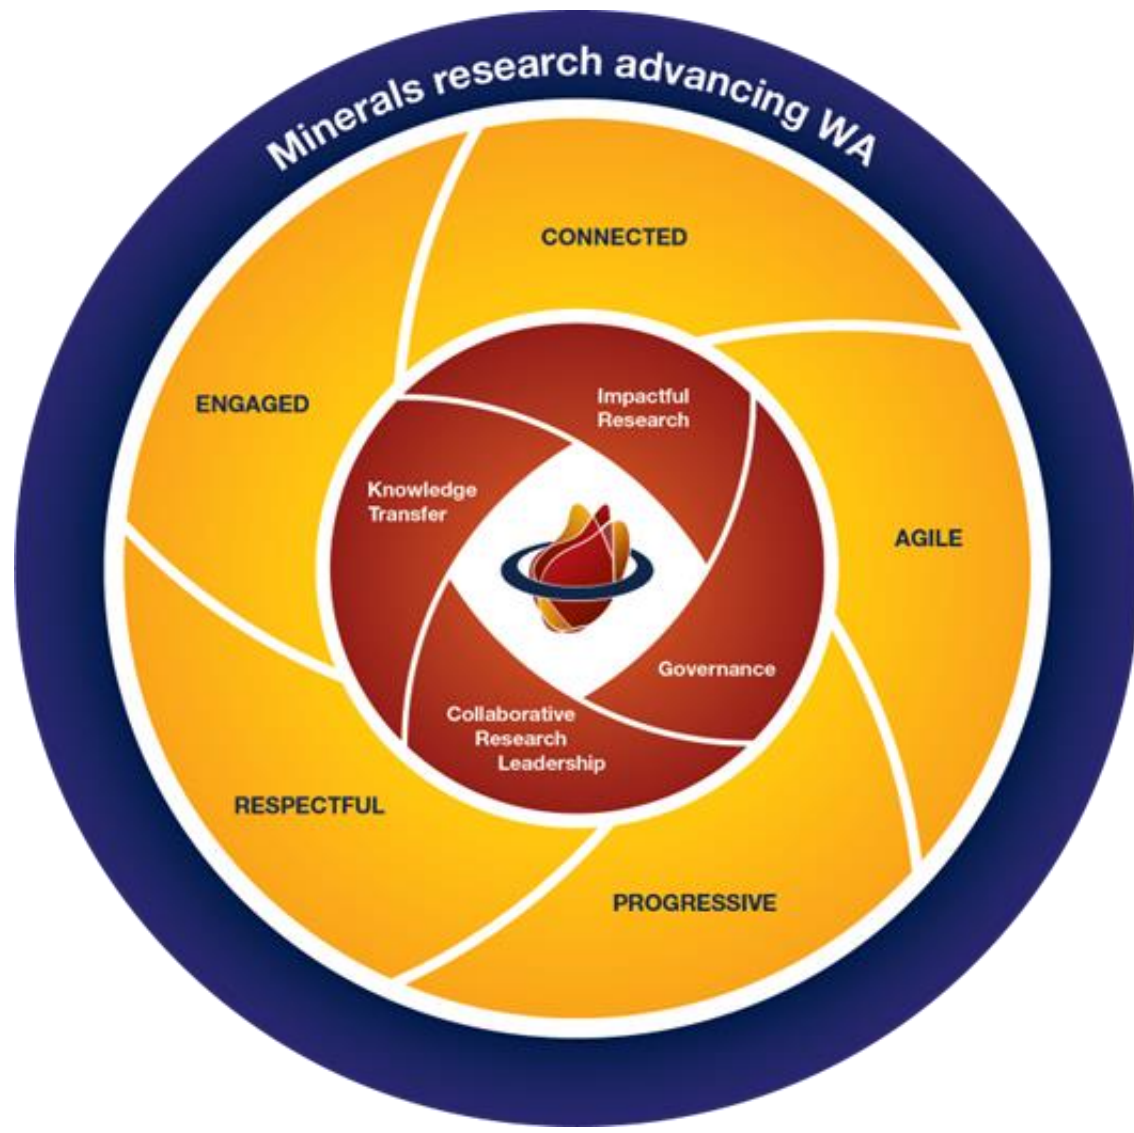 Minerals research advancing WA
CONNECTED
AGILE
PROGRESSIVE
RESPECTFUL
ENGAGED
Impactful
Research
Governance
Collaborative
Research
Leadership
Knowledge
Transfer